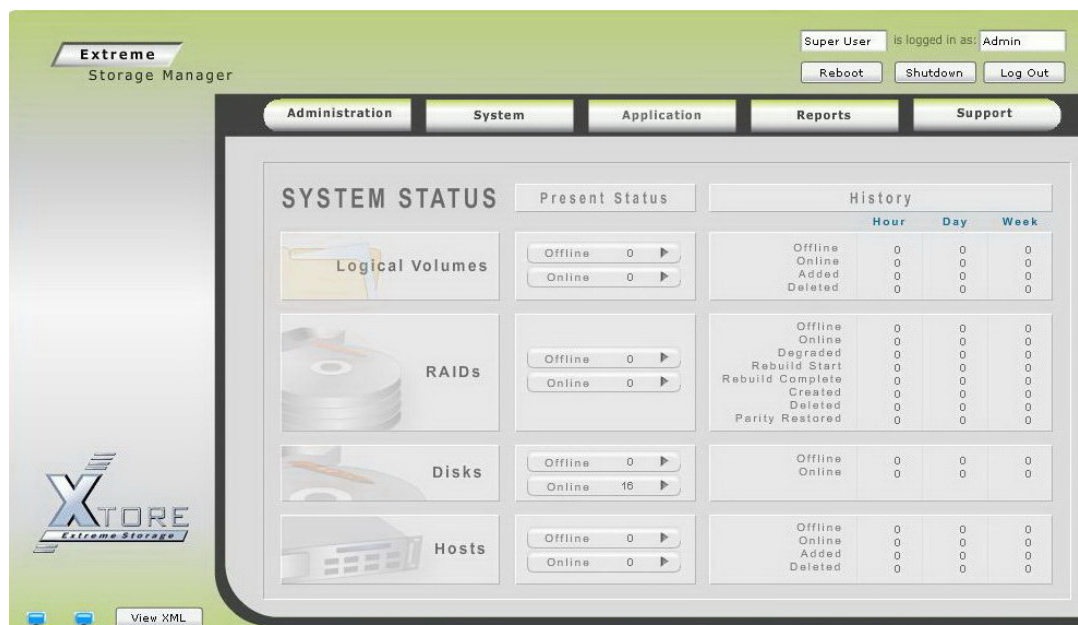 Extreme
Storage Manager
Super User is logged in as: Admin
Reboot Shutdown Log Out
Administration System Application Reports Support
SYSTEM STATUS Present Status History
Hour Day Week
Logical Volumes
Offline 0
Online 0
Offline 0 0 0
Online 0 0 0
Added 0 0 0
Deleted 0 0 0
RAIDs
Offline 0
Online 0
Offline 0 0 0
Online 0 0 0
Degraded 0 0 0
Rebuild Start 0 0 0
Rebuild Complete 0 0 0
Created 0 0 0
Deleted 0 0 0
Parity Restored 0 0 0
Disks
Offline 0
Online 16
Offline 0 0 0
Online 0 0 0
Hosts
Offline 0
Online 0
Offline 0 0 0
Online 0 0 0
Added 0 0 0
Deleted 0 0 0
XTORE
Extreme Storage
View XML